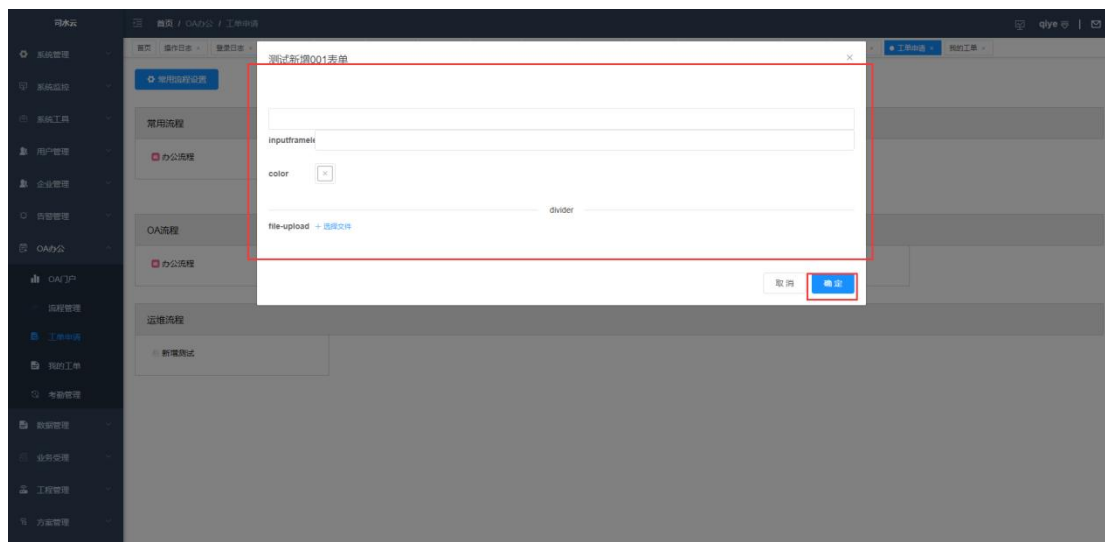 司水云
首页 / OA办公 / 工单申请
qiye
系统管理
系统监控
系统工具
用户管理
企业管理
告警管理
OA办公
OA门户
流程管理
工单申请
我的工单
考勤管理
数据管理
业务受理
工程管理
方案管理
首页
操作日志
登录日志
工单申请
我的工单
常用流程设置
常用流程
办公流程
OA流程
办公流程
运维流程
新增测试
测试新增001表单
inputframele
color
divider
file-upload + 选择文件
取 消
确 定